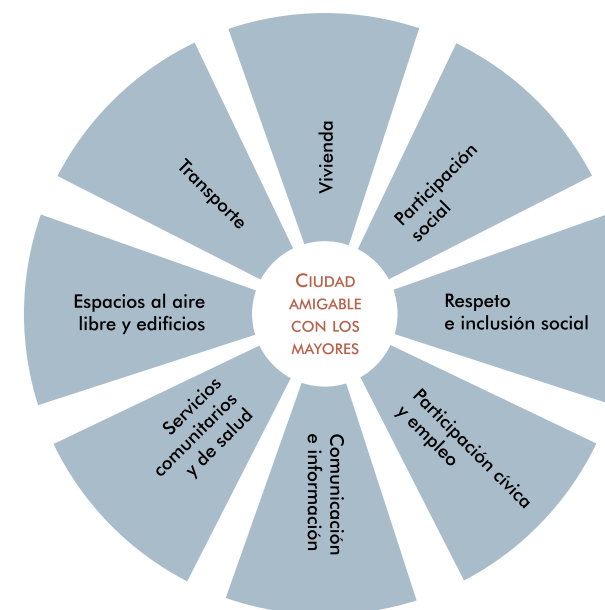 Vivienda
Participación
social
Respeto
e inclusión social
Participación cívica
y empleo
Comunicación
e información
Servicios
comunitarios
y de salud
Espacios al aire
libre y edificios
Transporte
CIUDAD
AMIGABLE
CON LOS
MAYORES